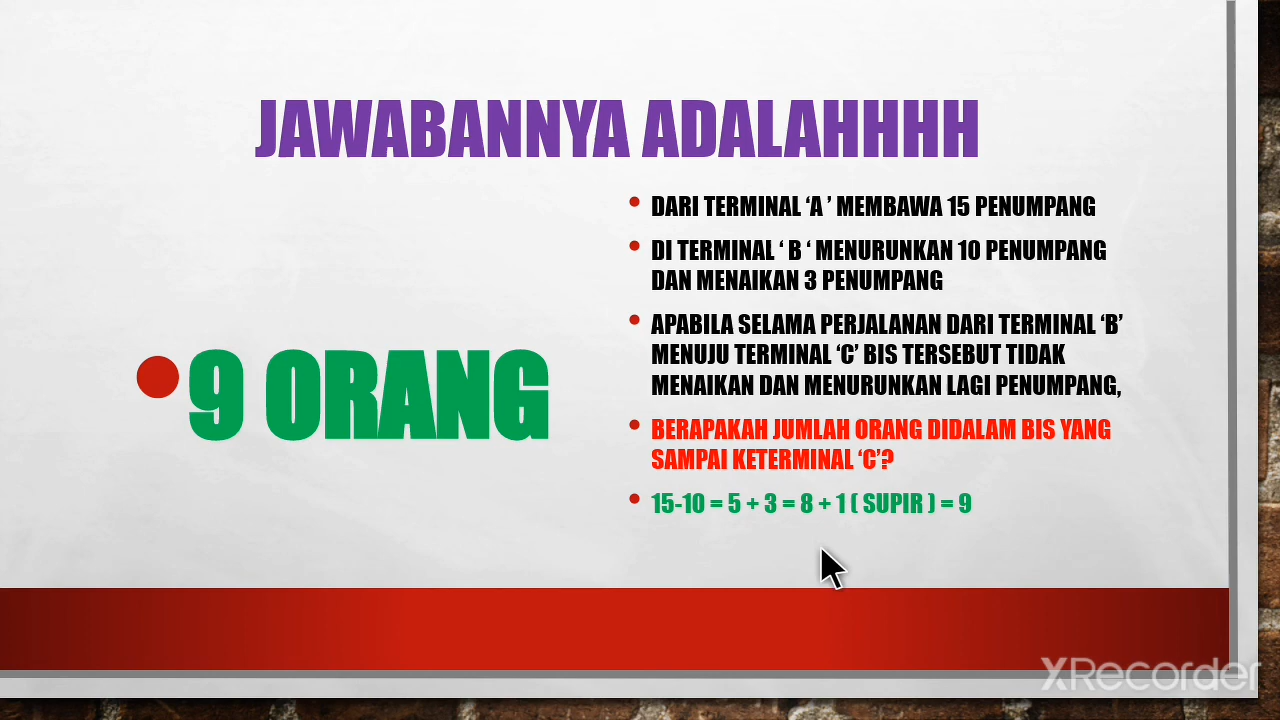 JAWABANNYA ADALAHHHH
• 9 ORANG
• DARI TERMINAL ‘A ’ MEMBAWA 15 PENUMPANG
• DI TERMINAL ‘ B ‘ MENURUNKAN 10 PENUMPANG
DAN MENAIKAN 3 PENUMPANG
• APABILA SELAMA PERJALANAN DARI TERMINAL ‘B’
MENUJU TERMINAL ‘C’ BIS TERSEBUT TIDAK
MENAIKAN DAN MENURUNKAN LAGI PENUMPANG,
• BERAPAKAH JUMLAH ORANG DIDALAM BIS YANG
SAMPAI KETERMINAL ‘C’?
• 15-10 = 5 + 3 = 8 + 1 ( SUPIR ) = 9
XRecorder